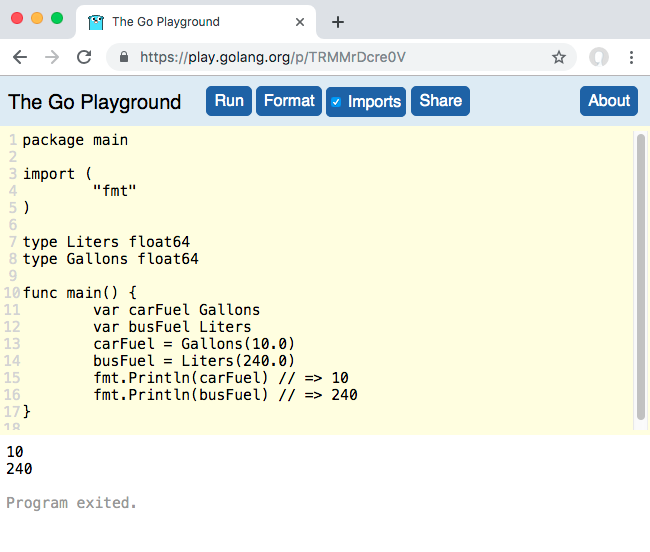 The Go Playground
https://play.golang.org/p/TRMMrDcre0V
The Go Playground Run Format Imports Share About
1 package main
2
3 import (
4 "fmt"
5 )
6
7 type Liters float64
8 type Gallons float64
9
10 func main() {
11 var carFuel Gallons
12 var busFuel Liters
13 carFuel = Gallons(10.0)
14 busFuel = Liters(240.0)
15 fmt.Println(carFuel) // => 10
16 fmt.Println(busFuel) // => 240
17 }
18
10
240
Program exited.